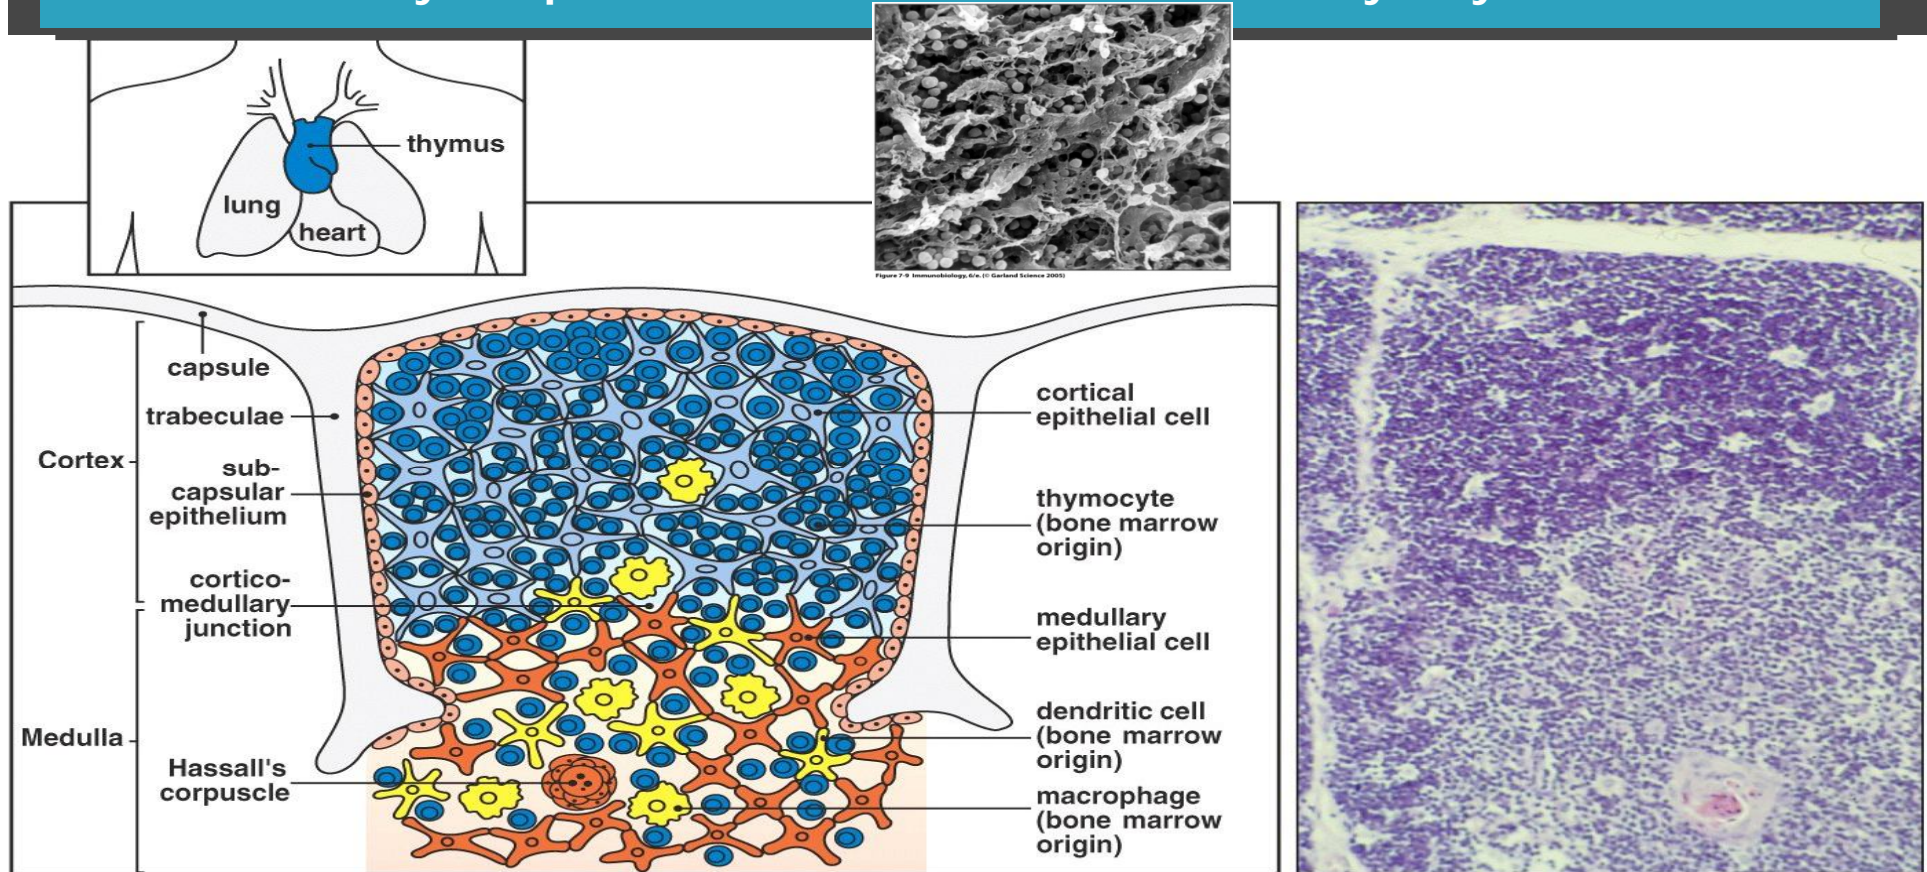 thymus
lung
heart
Figure 7-9 Immunobiology, 6/e. (© Garland Science 2005)
capsule
trabeculae
Cortex
sub-
capsular
epithelium
cortico-
medullary
junction
Medulla
Hassall's
corpuscle
cortical
epithelial cell
thymocyte
(bone marrow
origin)
medullary
epithelial cell
dendritic cell
(bone marrow
origin)
macrophage
(bone marrow
origin)